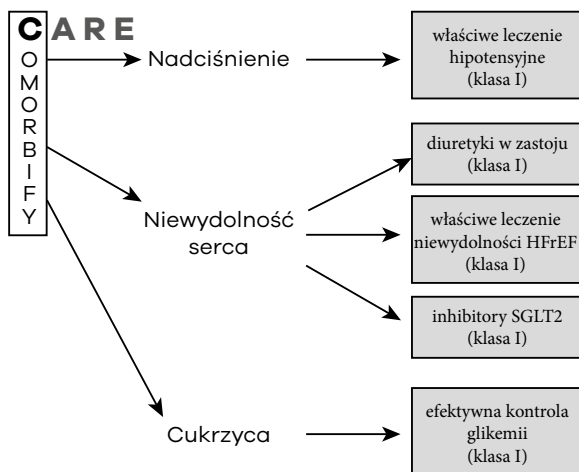 CARE
OMORBIFY
Nadciśnienie
właściwe leczenie
hipotensyjne
(klasa I)
diuretyki w zastoju
(klasa I)
Niewydolność
serca
właściwe leczenie
niewydolności HFrEF
(klasa I)
inhibitory SGLT2
(klasa I)
Cukrzyca
efektywna kontrola
glikemii
(klasa I)